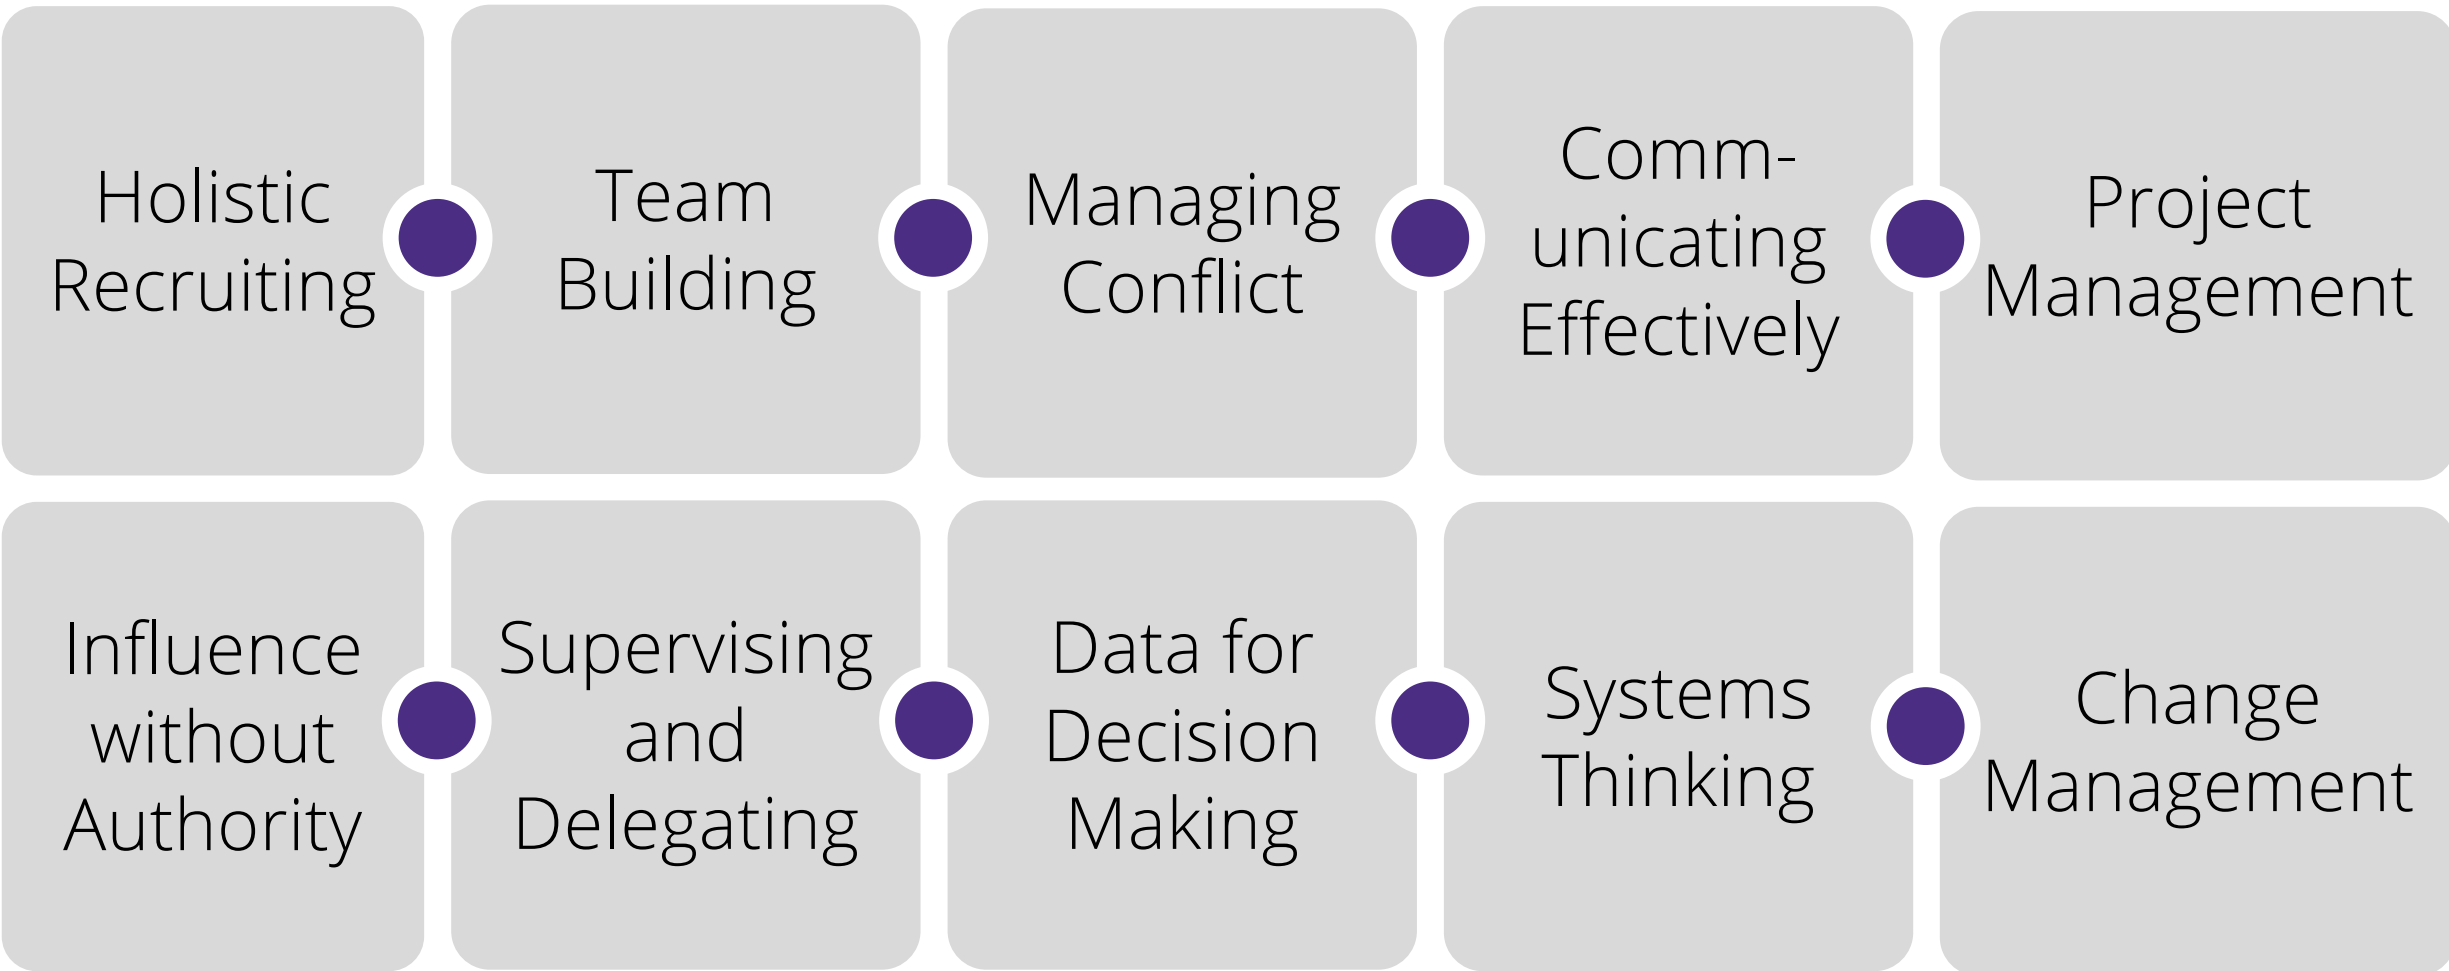 Holistic
Recruiting
Team
Building
Managing
Conflict
Comm-
unicating
Effectively
Project
Management
Influence
without
Authority
Supervising
and
Delegating
Data for
Decision
Making
Systems
Thinking
Change
Management